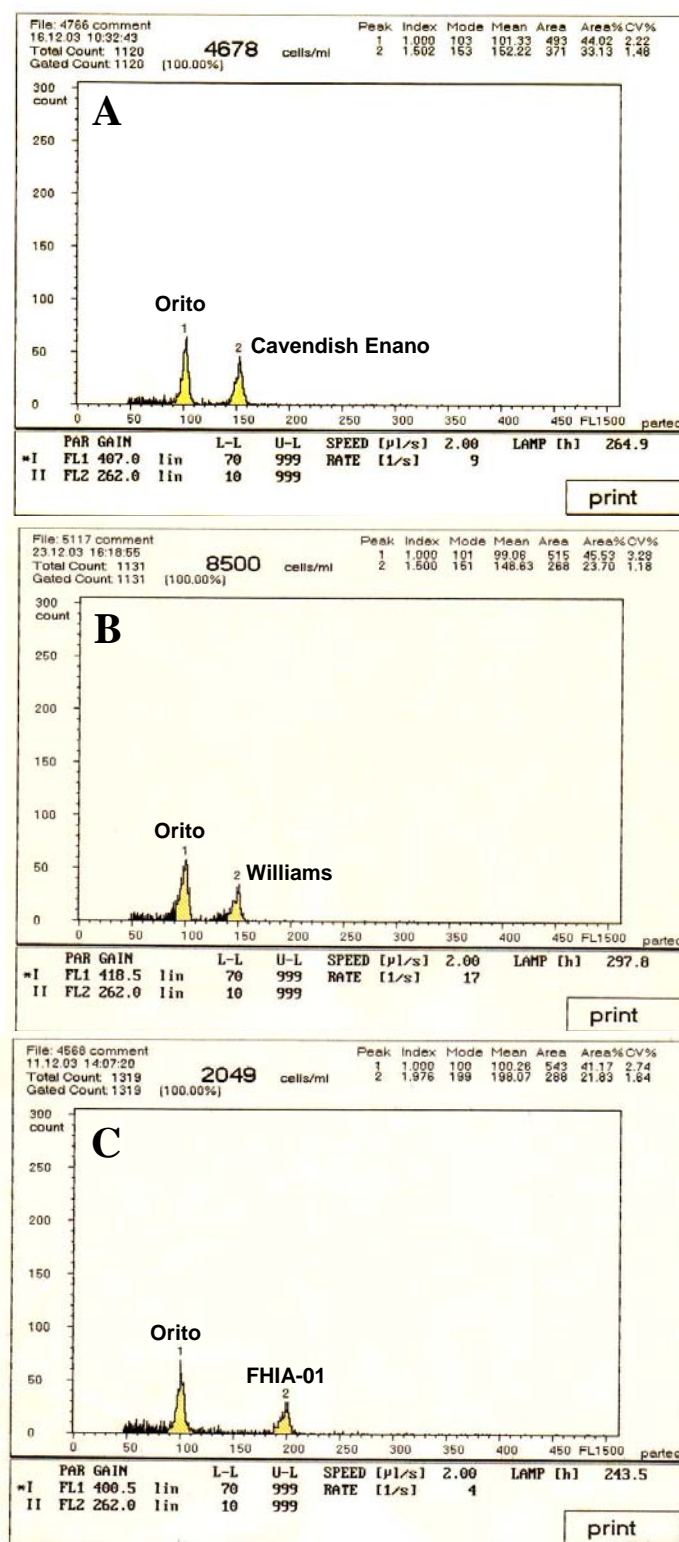 File: 4766 comment
16.12.03 10:32:43
Total Count: 1120 4678 cells/ml
Gated Count: 1120 (100.00%)
Peak Index Mode Mean Area Area% CV%
1 1.000 103 101.33 493 44.02 2.22
2 1.502 153 152.22 371 33.13 1.48
300
count
250
200
150
100
50
0
A
Orito
1
2 Cavendish Enano
0 50 100 150 200 250 300 350 400 450 FL1 500 partec
PAR GAIN L-L U-L SPEED [µl/s] 2.00 LAMP [h] 264.9
*I FL1 407.0 lin 70 999 RATE [1/s] 9
II FL2 262.0 lin 10 999
print
File: 5117 comment
23.12.03 16:18:55
Total Count: 1131 8500 cells/ml
Gated Count: 1131 (100.00%)
Peak Index Mode Mean Area Area% CV%
1 1.000 101 99.06 515 45.53 3.28
2 1.500 151 148.63 268 23.70 1.18
300
count
250
200
150
100
50
0
B
Orito
1
2 Williams
0 50 100 150 200 250 300 350 400 450 FL1 500 partec
PAR GAIN L-L U-L SPEED [µl/s] 2.00 LAMP [h] 297.8
*I FL1 418.5 lin 70 999 RATE [1/s] 17
II FL2 262.0 lin 10 999
print
File: 4568 comment
11.12.03 14:07:20
Total Count: 1319 2049 cells/ml
Gated Count: 1319 (100.00%)
Peak Index Mode Mean Area Area% CV%
1 1.000 100 100.26 543 41.17 2.74
2 1.976 199 198.07 288 21.83 1.64
300
count
250
200
150
100
50
0
C
Orito
1
FHIA-01
2
0 50 100 150 200 250 300 350 400 450 FL1 500 partec
PAR GAIN L-L U-L SPEED [µl/s] 2.00 LAMP [h] 243.5
*I FL1 400.5 lin 70 999 RATE [1/s] 4
II FL2 262.0 lin 10 999
print